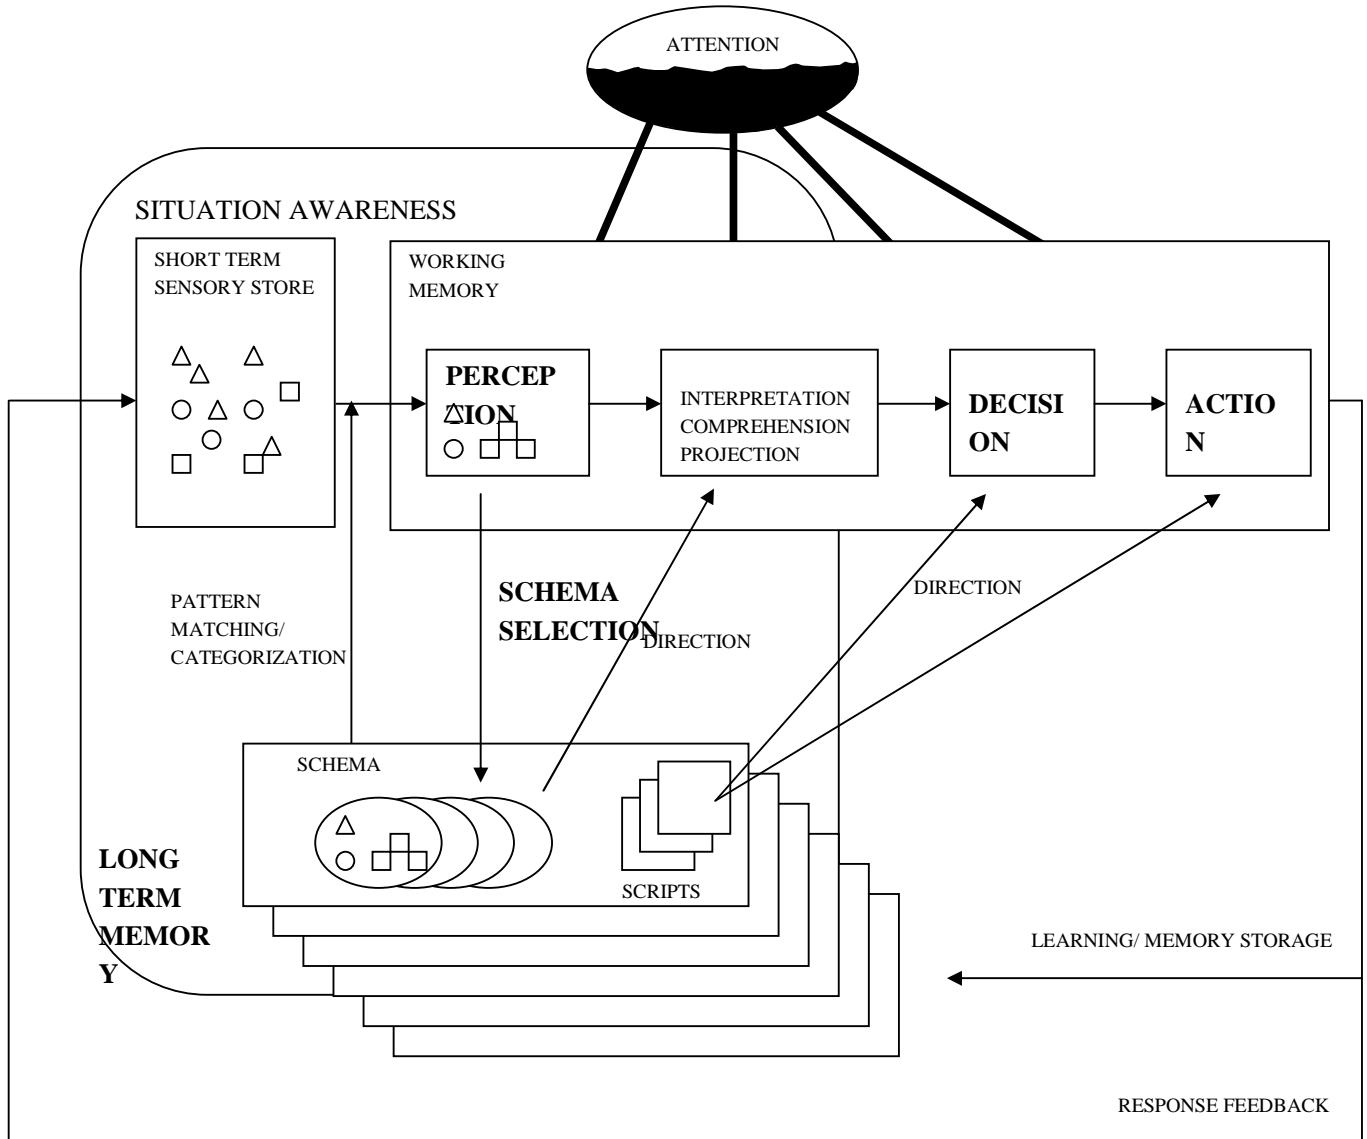 ATTENTION
SITUATION AWARENESS
SHORT TERM
SENSORY STORE
WORKING
MEMORY
PERCEP
TION
INTERPRETATION
COMPREHENSION
PROJECTION
DECISI
ON
ACTIO
N
PATTERN
MATCHING/
CATEGORIZATION
SCHEMA
SELECTION
DIRECTION
DIRECTION
SCHEMA
SCRIPTS
LONG
TERM
MEMOR
Y
LEARNING/ MEMORY STORAGE
RESPONSE FEEDBACK